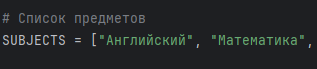 # Список предметов
SUBJECTS = ["Английский", "Математика",